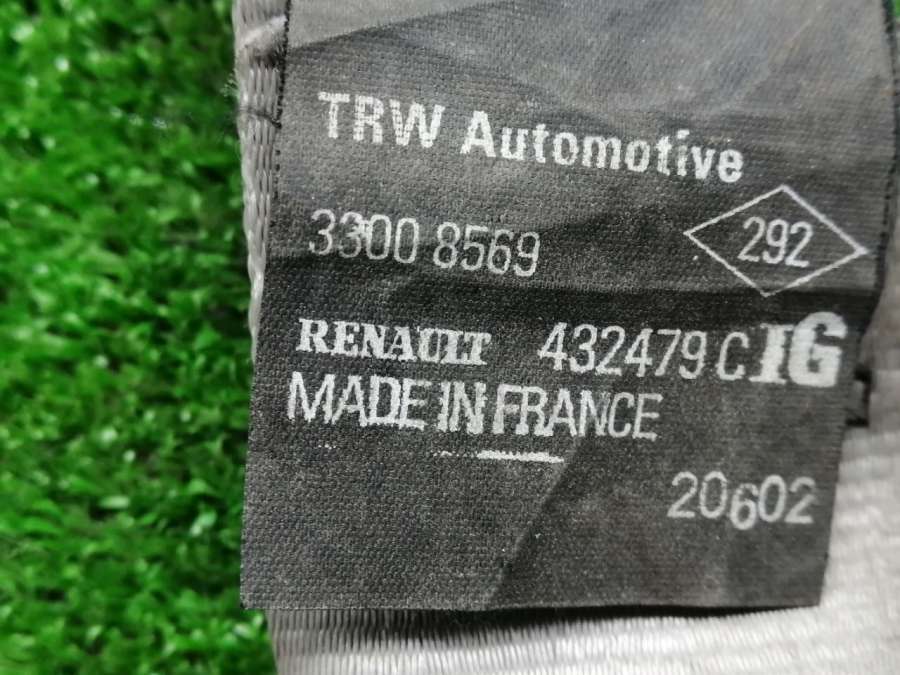 TRW Automotive
3300 8569
292
RENAULT 432479 C IG
MADE IN FRANCE
20602